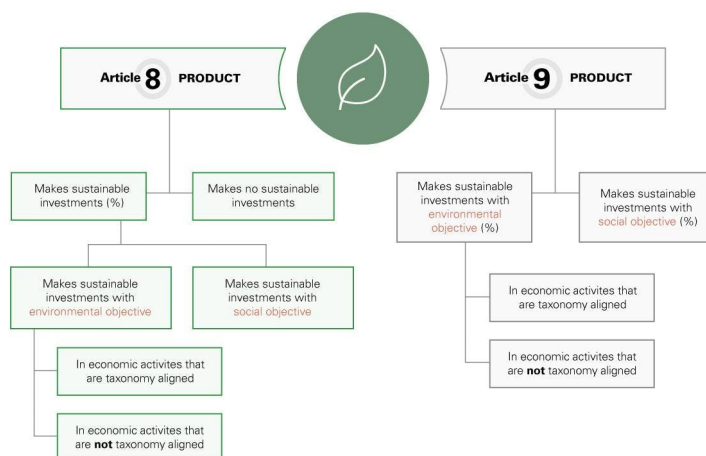 Article 8 PRODUCT
Article 9 PRODUCT
Makes sustainable
investments (%)
Makes no sustainable
investments
Makes sustainable
investments with
environmental objective
Makes sustainable
investments with
social objective
In economic activites that
are taxonomy aligned
In economic activites that
are not taxonomy aligned
Makes sustainable
investments with
environmental
objective (%)
Makes sustainable
investments with
social objective (%)
In economic activites that
are taxonomy aligned
In economic activites that
are not taxonomy aligned